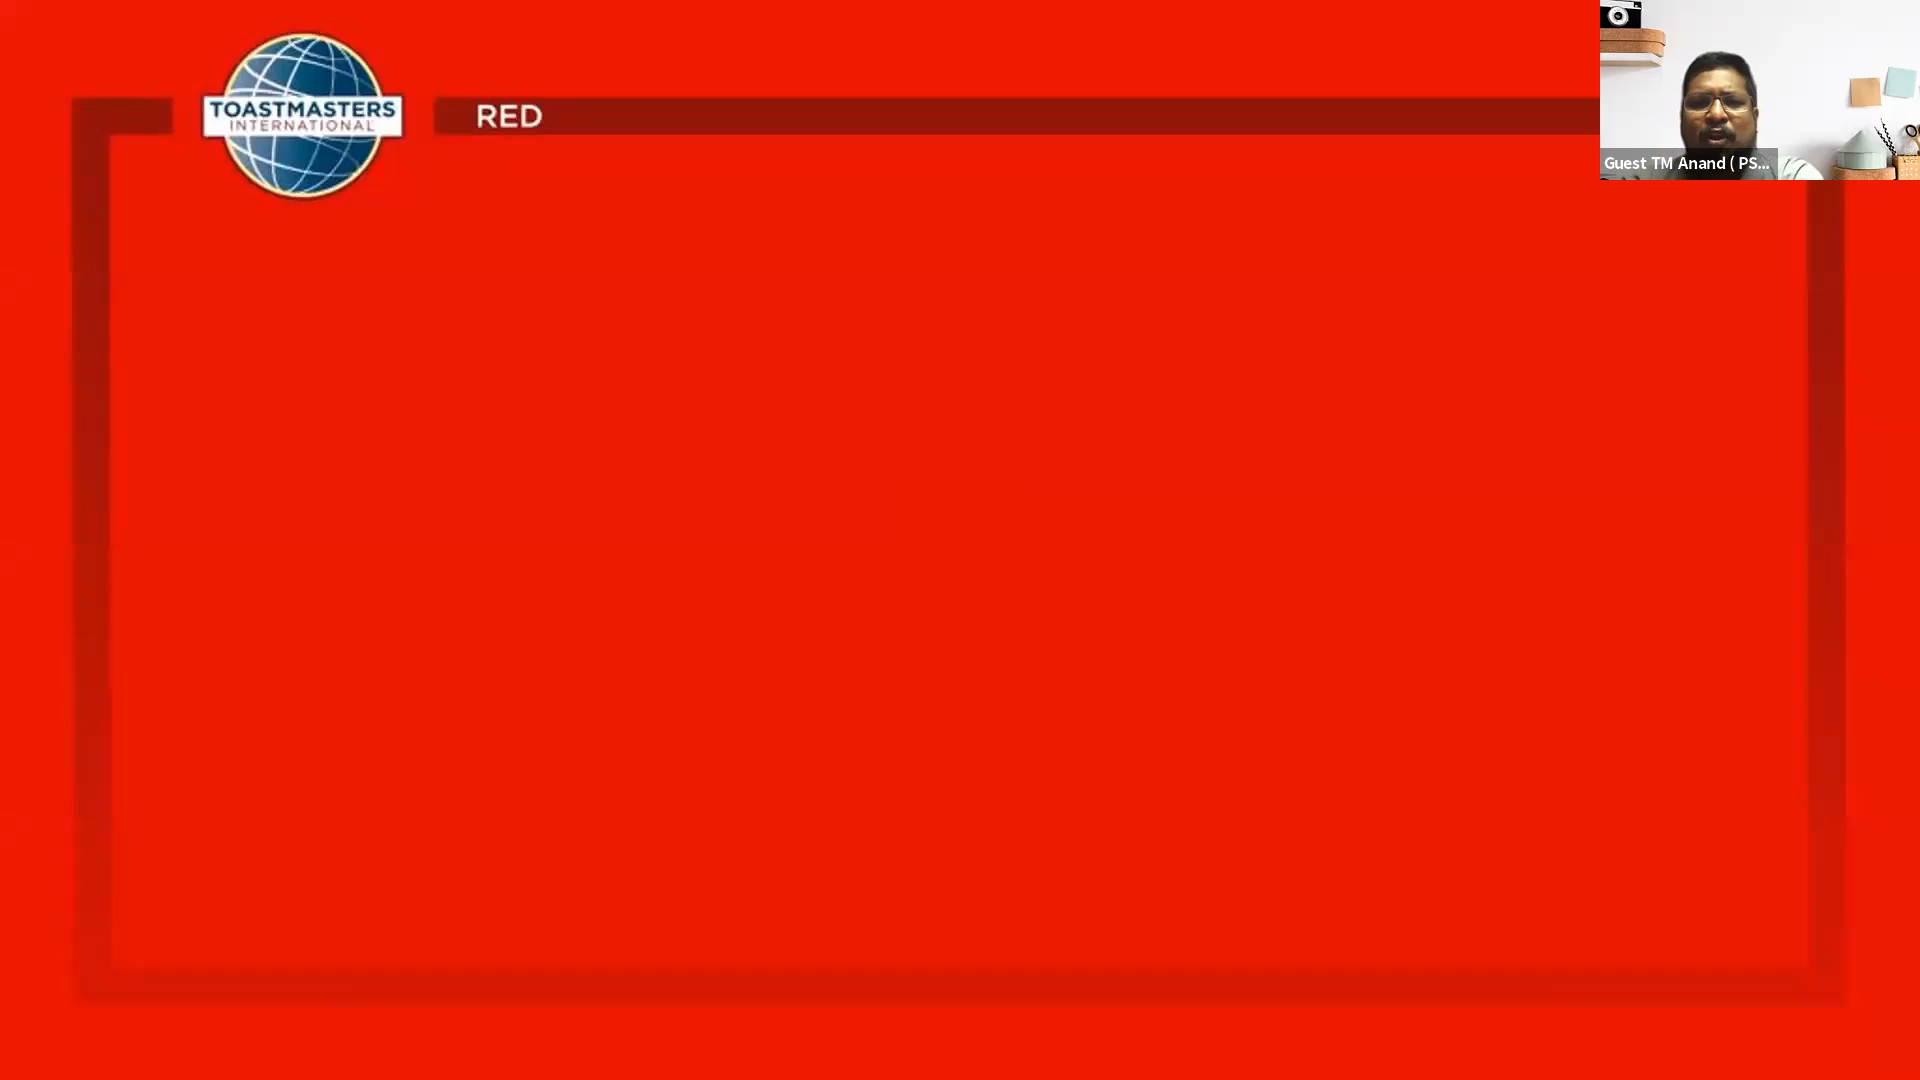 TOASTMASTERS
INTERNATIONAL
RED
Guest TM Anand ( PS...